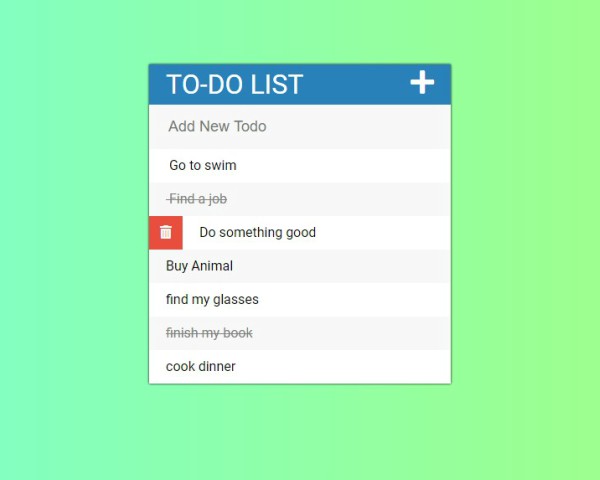 TO-DO LIST
Add New Todo
Go to swim
Find a job
Do something good
Buy Animal
find my glasses
finish my book
cook dinner